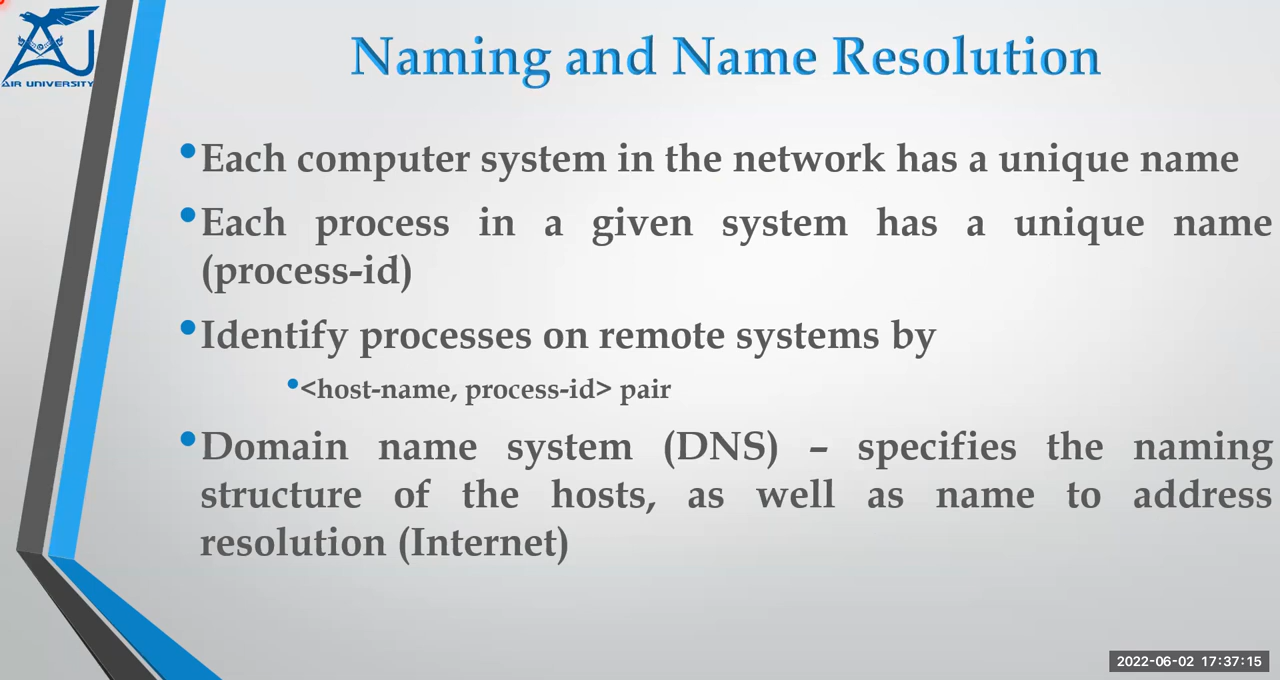 AIR UNIVERSITY
Naming and Name Resolution
•Each computer system in the network has a unique name
•Each process in a given system has a unique name
(process-id)
•Identify processes on remote systems by
•<host-name, process-id> pair
•Domain name system (DNS) – specifies the naming
structure of the hosts, as well as name to address
resolution (Internet)
2022-06-02 17:37:15